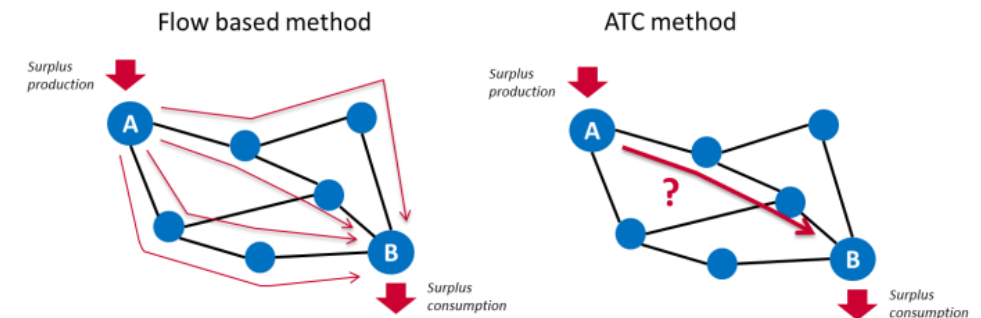 Flow based method
ATC method
Surplus
production
A
B
Surplus
consumption
Surplus
production
A
?
B
Surplus
consumption